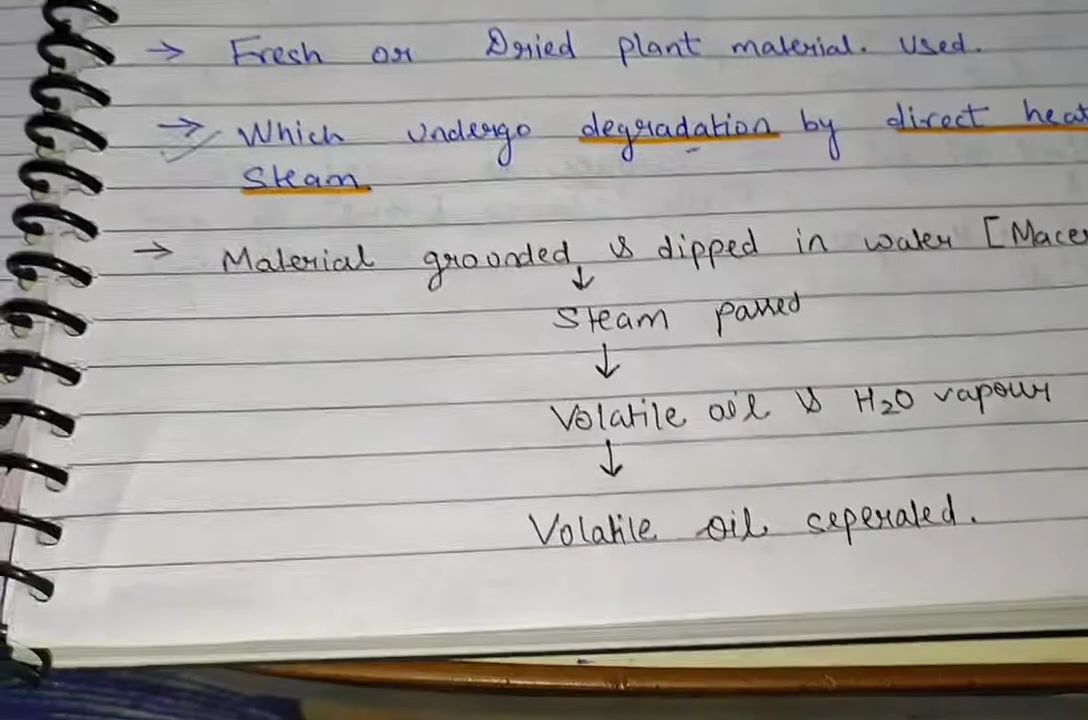 → Fresh or Dried plant material. Used.
→ Which undergo degradation by direct heat
Steam
→ Material grounded & dipped in water [Mace
↓
Steam passed
↓
Volatile oil & H₂O vapour
↓
Volatile oil seperated.